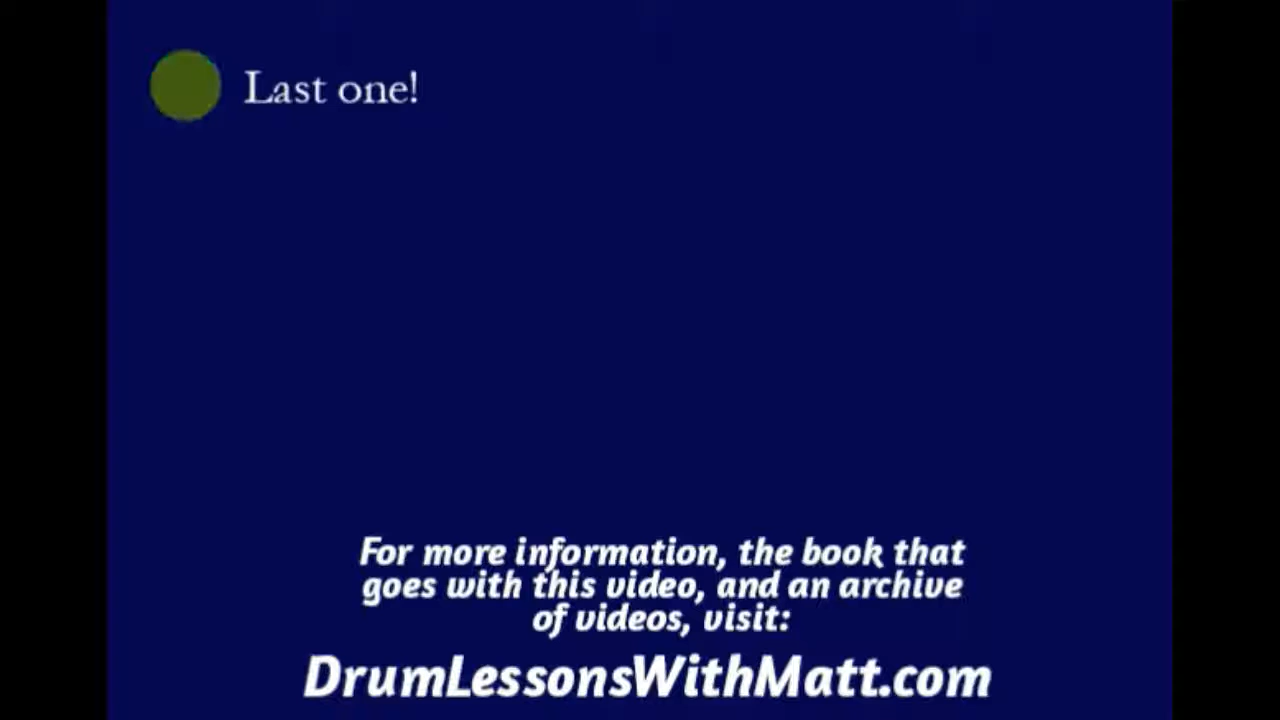 Last one!
For more information, the book that
goes with this video, and an archive
of videos, visit:
DrumLessonsWithMatt.com